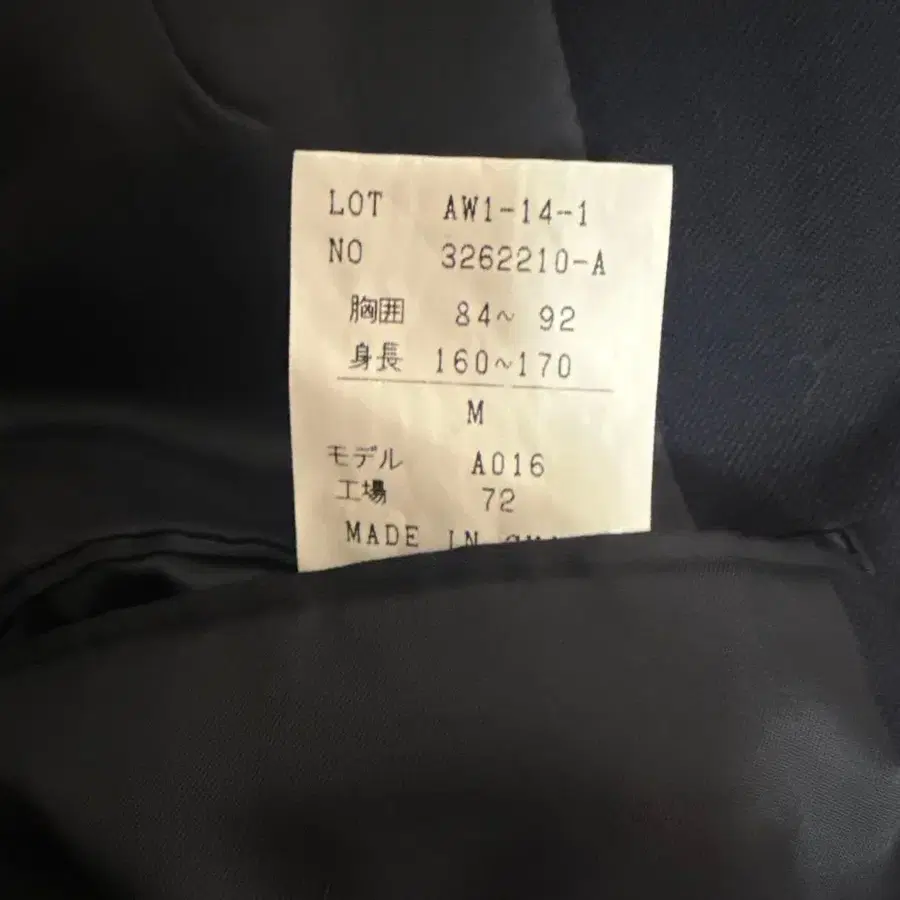 LOT AW1-14-1
NO 3262210-A
胸囲 84~ 92
身長 160~170
M
モデル A016
工場 72
MADE IN